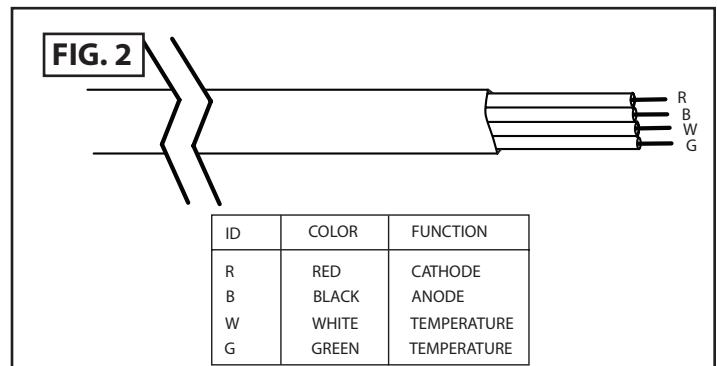 FIG. 2
R
B
W
G
ID COLOR FUNCTION
R RED CATHODE
B BLACK ANODE
W WHITE TEMPERATURE
G GREEN TEMPERATURE